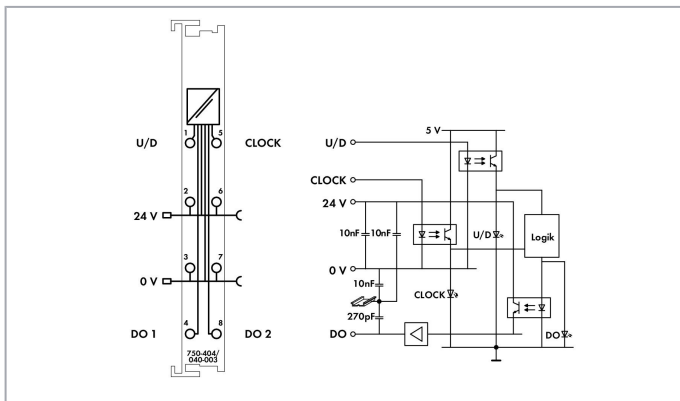 1
5
U/D
CLOCK
2
6
24 V
3
7
0 V
4
8
DO 1
DO 2
750-404/
040-003
5 V
U/D
CLOCK
24 V
10nF
10nF
U/D
Logik
0 V
10nF
CLOCK
270pF
DO
DO